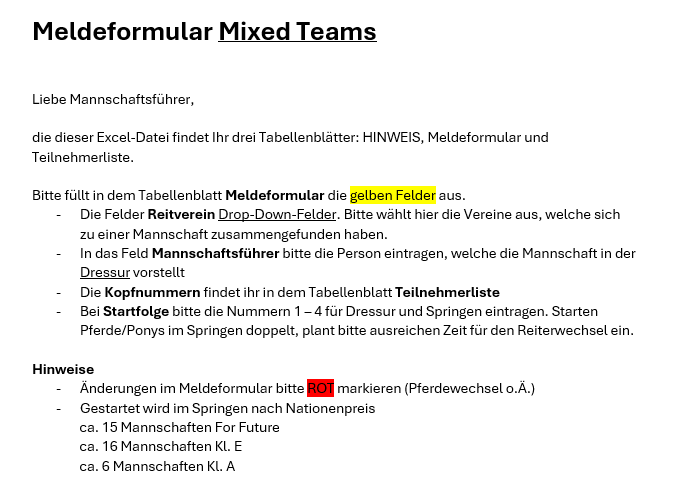 Meldeformular Mixed Teams
Liebe Mannschaftsführer,
die dieser Excel-Datei findet Ihr drei Tabellenblätter: HINWEIS, Meldeformular und
Teilnehmerliste.
Bitte füllt in dem Tabellenblatt Meldeformular die gelben Felder aus.
- Die Felder Reitverein Drop-Down-Felder. Bitte wählt hier die Vereine aus, welche sich
zu einer Mannschaft zusammengefunden haben.
- In das Feld Mannschaftsführer bitte die Person eintragen, welche die Mannschaft in der
Dressur vorstellt
- Die Kopfnummern findet ihr in dem Tabellenblatt Teilnehmerliste
- Bei Startfolge bitte die Nummern 1 – 4 für Dressur und Springen eintragen. Starten
Pferde/Ponys im Springen doppelt, plant bitte ausreichen Zeit für den Reiterwechsel ein.
Hinweise
- Änderungen im Meldeformular bitte ROT markieren (Pferdewechsel o.Ä.)
- Gestartet wird im Springen nach Nationenpreis
ca. 15 Mannschaften For Future
ca. 16 Mannschaften Kl. E
ca. 6 Mannschaften Kl. A